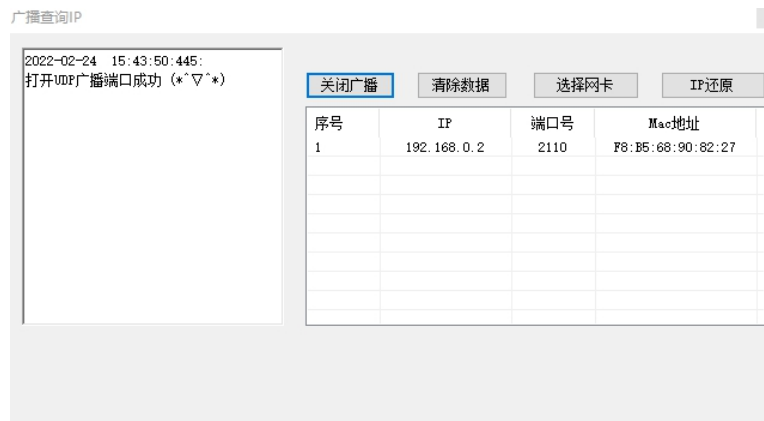 广播查询IP
2022-02-24 15:43:50:445:
打开UDP广播端口成功 (*^▽^*)
关闭广播 清除数据 选择网卡 IP还原
序号 IP 端口号 Mac地址
1 192.168.0.2 2110 F8:B5:68:90:82:27